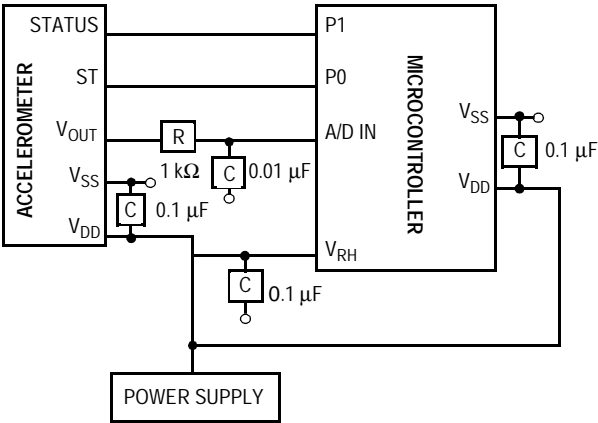 STATUS
ST
VOUT
VSS
VDD
ACCELEROMETER
R
1 kΩ
C
0.01 μF
C
0.1 μF
P1
P0
A/D IN
VRH
MICROCONTROLLER
VSS
VDD
C
0.1 μF
C
0.1 μF
POWER SUPPLY